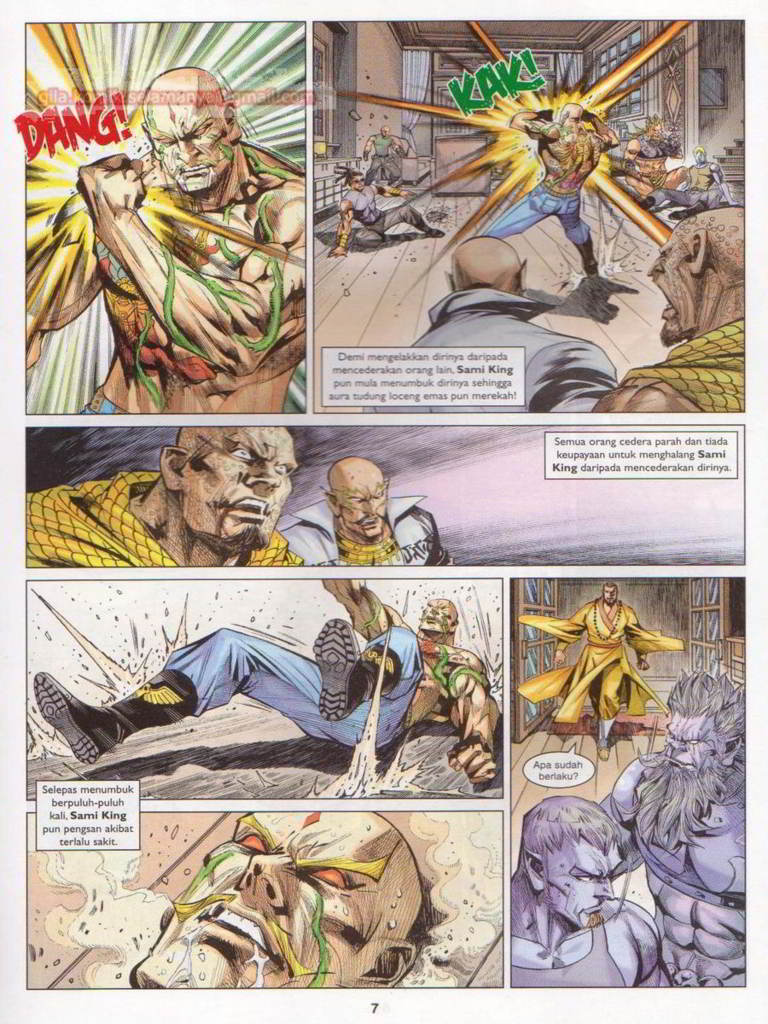 DANG!
KAK!
Demi mengelakkan dirinya daripada
mencederakan orang lain, Sami King
pun mula menumbuk dirinya sehingga
aura tudung loceng emas pun merekah!
Semua orang cedera parah dan tiada
keupayaan untuk menghalang Sami
King daripada mencederakan dirinya.
Selepas menumbuk
berpuluh-puluh
kali, Sami King
pun pengsan akibat
terlalu sakit.
Apa sudah
berlaku?
7